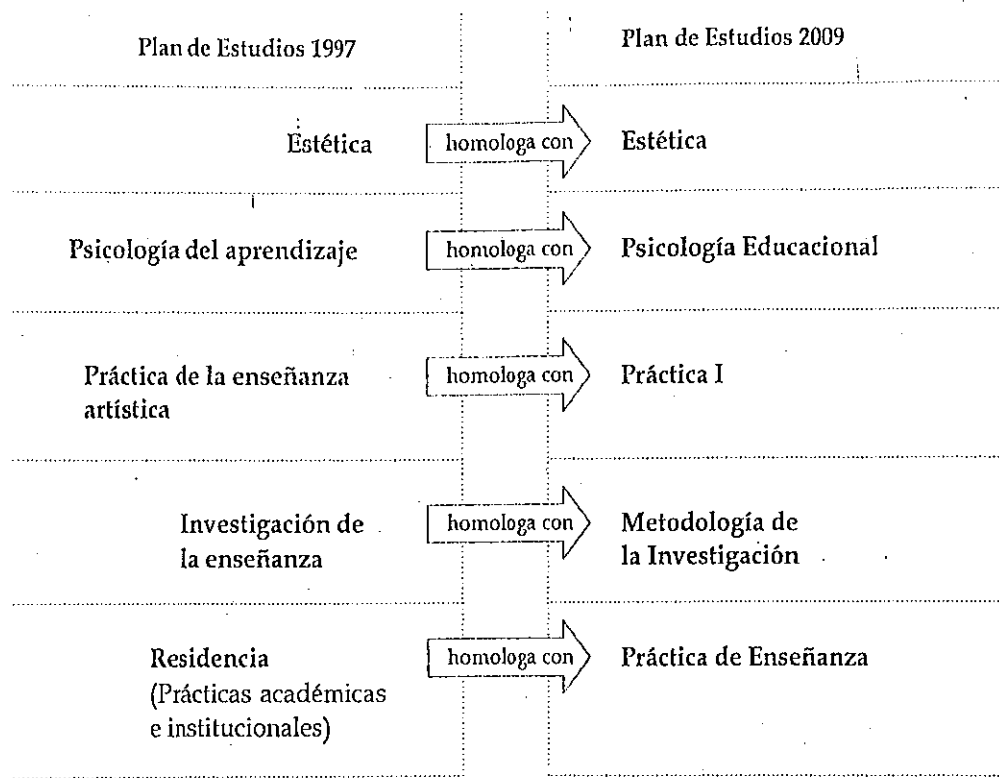 Plan de Estudios 1997
Plan de Estudios 2009
Estética
homologa con
Estética
Psicología del aprendizaje
homologa con
Psicología Educacional
Práctica de la enseñanza
artística
homologa con
Práctica I
Investigación de
la enseñanza
homologa con
Metodología de
la Investigación
Residencia
(Prácticas académicas
e institucionales)
homologa con
Práctica de Enseñanza